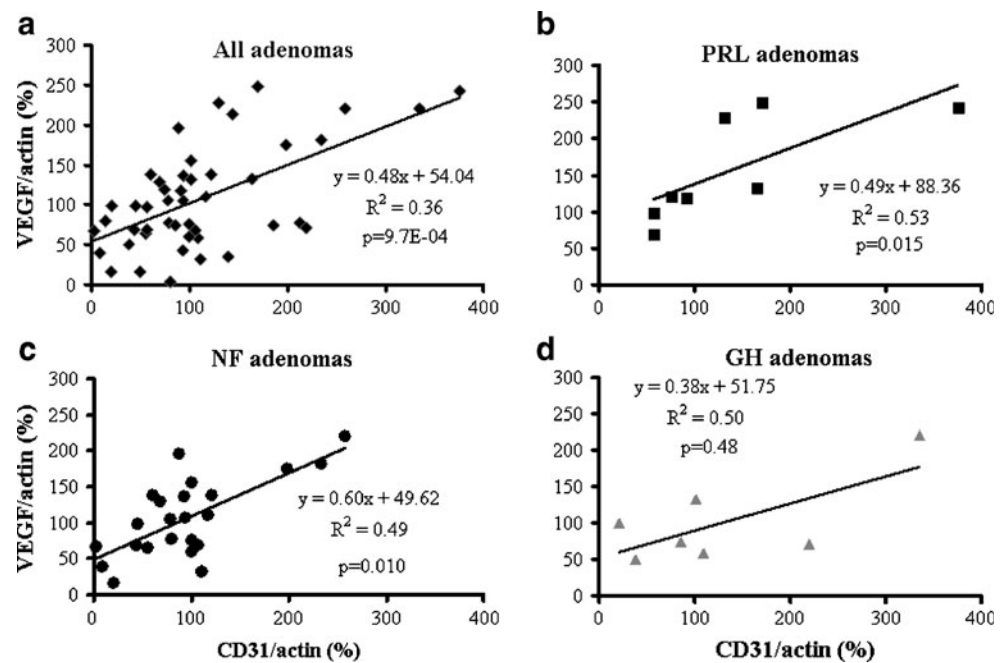 a
All adenomas
VEGF/actin (%)
300
250
200
150
100
50
0
0 100 200 300 400
y = 0.48x + 54.04
R² = 0.36
p=9.7E-04
b
PRL adenomas
300
250
200
150
100
50
0
0 100 200 300 400
y = 0.49x + 88.36
R² = 0.53
p=0.015
c
NF adenomas
VEGF/actin (%)
300
250
200
150
100
50
0
0 100 200 300 400
y = 0.60x + 49.62
R² = 0.49
p=0.010
CD31/actin (%)
d
GH adenomas
300
250
200
150
100
50
0
0 100 200 300 400
y = 0.38x + 51.75
R² = 0.50
p=0.48
CD31/actin (%)